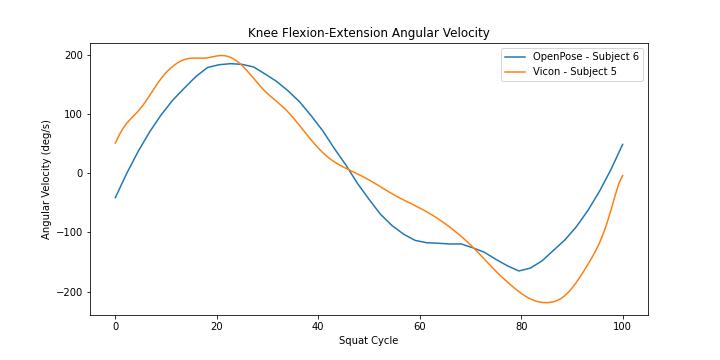 Knee Flexion-Extension Angular Velocity
OpenPose - Subject 6
Vicon - Subject 5
200
100
0
−100
−200
Angular Velocity (deg/s)
0 20 40 60 80 100
Squat Cycle